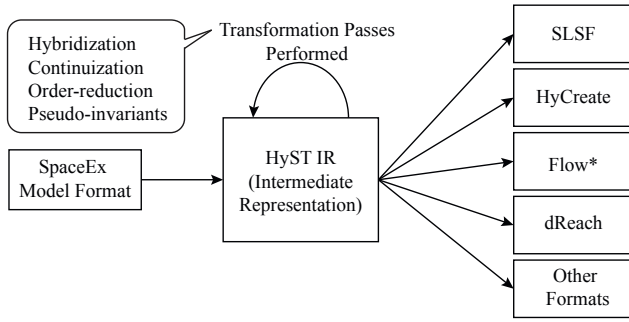 Hybridization
Continuization
Order-reduction
Pseudo-invariants
Transformation Passes
Performed
SpaceEx
Model Format
HyST IR
(Intermediate
Representation)
SLSF
HyCreate
Flow*
dReach
Other
Formats